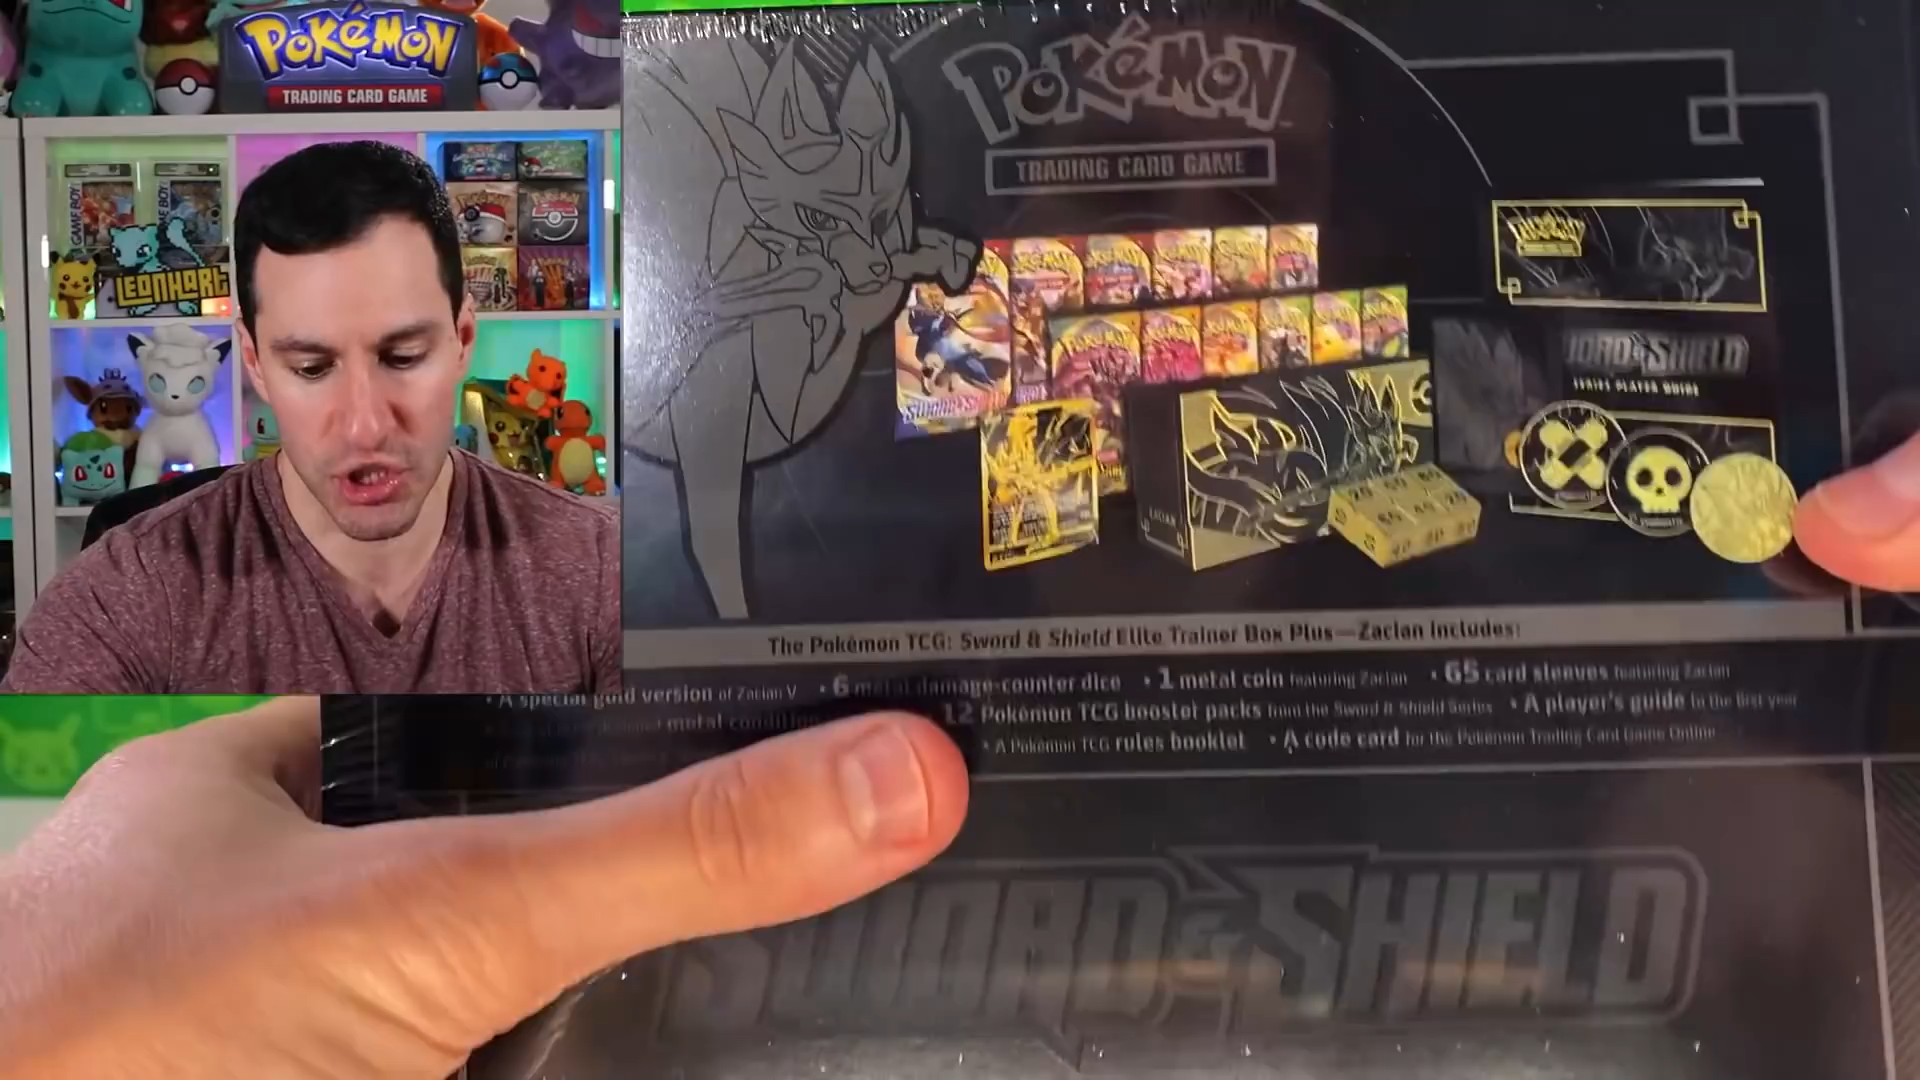 POKéMON
TRADING CARD GAME
GAME BOY
GAME BOY
LEONHART
POKéMON
TRADING CARD GAME
SWORD & SHIELD
SERIES PLAYER GUIDE
The Pokémon TCG: Sword & Shield Elite Trainer Box Plus—Zacian includes:
• A special gold version of Zacian V • 6 metal damage-counter dice • 1 metal coin featuring Zacian • 65 card sleeves featuring Zacian
metal condition 12 Pokémon TCG booster packs from the Sword & Shield Series • A player's guide to the first year
• A Pokémon TCG rules booklet • A code card for the Pokémon Trading Card Game Online
SWORD & SHIELD